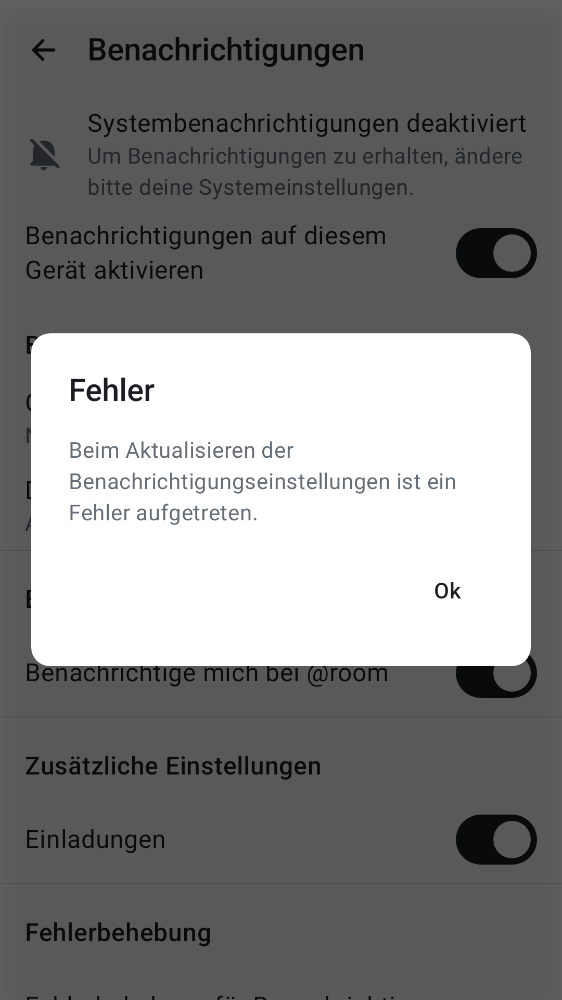 Benachrichtigungen
Systembenachrichtigungen deaktiviert
Um Benachrichtigungen zu erhalten, ändere
bitte deine Systemeinstellungen.
Benachrichtigungen auf diesem
Gerät aktivieren
Fehler
Beim Aktualisieren der
Benachrichtigungseinstellungen ist ein
Fehler aufgetreten.
Ok
Benachrichtige mich bei @room
Zusätzliche Einstellungen
Einladungen
Fehlerbehebung